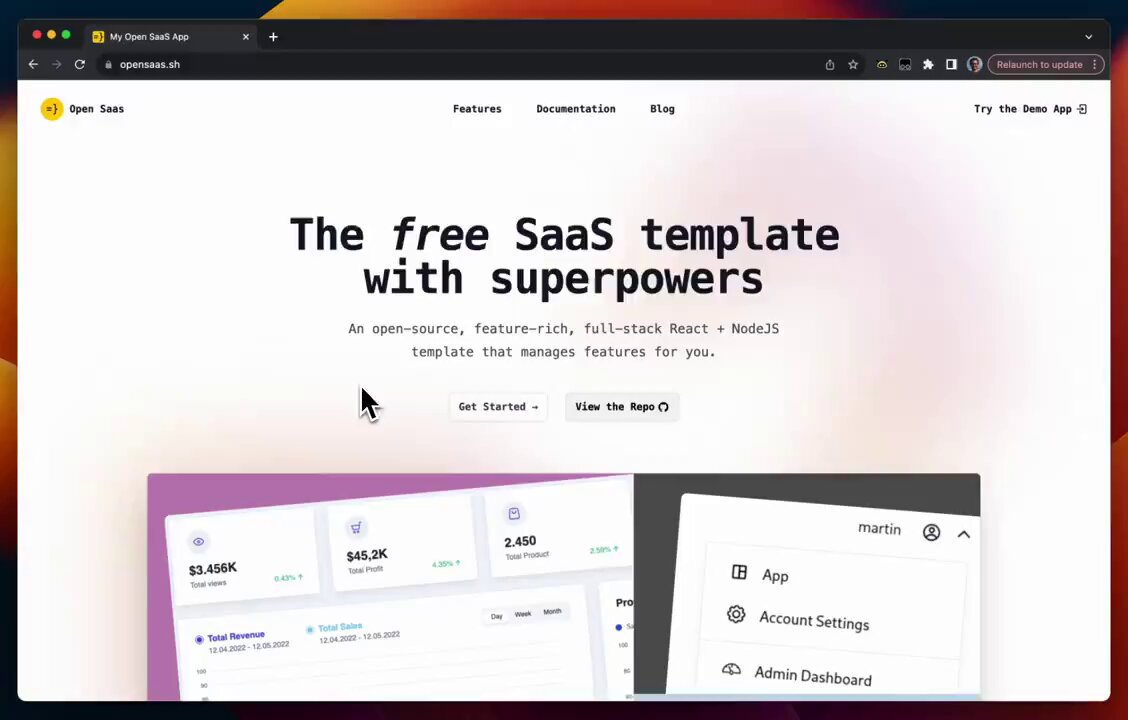 My Open SaaS App
opensaas.sh
Relaunch to update
=} Open Saas
Features
Documentation
Blog
Try the Demo App
The free SaaS template
with superpowers
An open-source, feature-rich, full-stack React + NodeJS
template that manages features for you.
Get Started →
View the Repo
$3.456K
Total views
0.43% ↑
$45,2K
Total Profit
4.35% ↑
2.450
Total Product
2.59% ↑
Total Revenue
12.04.2022 - 12.05.2022
Total Sales
12.04.2022 - 12.05.2022
Day
Week
Month
100
90
Pro
Sa
100
martin
App
Account Settings
Admin Dashboard